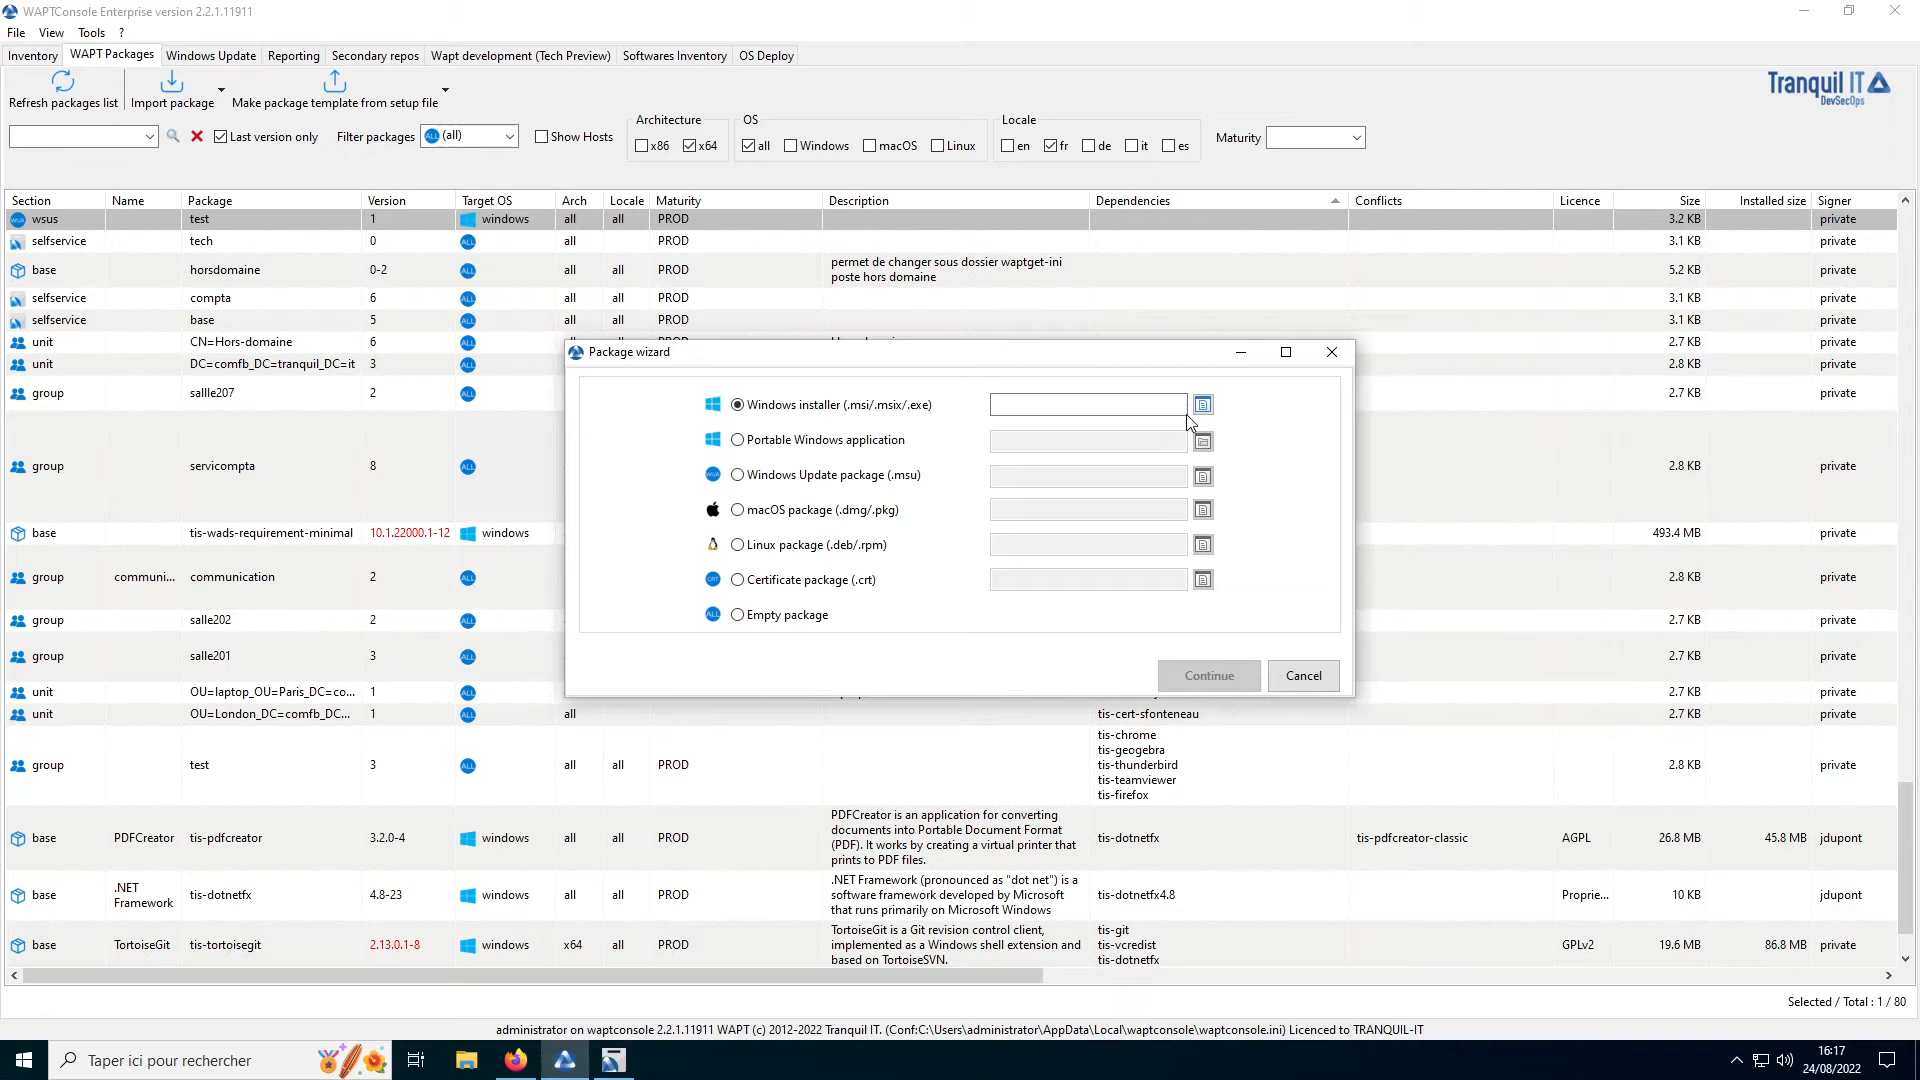 WAPTConsole Enterprise version 2.2.1.11911
File View Tools ?
Inventory WAPT Packages Windows Update Reporting Secondary repos Wapt development (Tech Preview) Softwares Inventory OS Deploy
Refresh packages list Import package Make package template from setup file
Tranquil IT
DevSecOps
Last version only Filter packages ALL (all) Show Hosts
Architecture
x86 x64
OS
all Windows macOS Linux
Locale
en fr de it es
Maturity
Section Name Package Version Target OS Arch Locale Maturity Description Dependencies Conflicts Licence Size Installed size Signer
wsus test 1 windows all all PROD 3.2 KB private
selfservice tech 0 ALL all PROD 3.1 KB private
base horsdomaine 0-2 ALL all all PROD permet de changer sous dossier waptget-ini
poste hors domaine
5.2 KB private
selfservice compta 6 ALL all all PROD 3.1 KB private
selfservice base 5 ALL all all PROD 3.1 KB private
unit CN=Hors-domaine 6 ALL 2.7 KB private
unit DC=comfb_DC=tranquil_DC=it 3 ALL 2.8 KB private
group sallle207 2 ALL 2.7 KB private
group servicompta 8 ALL 2.8 KB private
base tis-wads-requirement-minimal 10.1.22000.1-12 windows 493.4 MB private
group communi... communication 2 ALL 2.8 KB private
group salle202 2 ALL 2.7 KB private
group salle201 3 ALL 2.7 KB private
unit OU=laptop_OU=Paris_DC=co... 1 ALL 2.7 KB private
unit OU=London_DC=comfb_DC... 1 ALL all tis-cert-sfonteneau 2.7 KB private
group test 3 ALL all all PROD 2.8 KB private
tis-chrome
tis-geogebra
tis-thunderbird
tis-teamviewer
tis-firefox
base PDFCreator tis-pdfcreator 3.2.0-4 windows all all PROD
PDFCreator is an application for converting
documents into Portable Document Format
(PDF). It works by creating a virtual printer that
prints to PDF files.
tis-dotnetfx tis-pdfcreator-classic AGPL 26.8 MB 45.8 MB jdupont
base .NET
Framework
tis-dotnetfx 4.8-23 windows all all PROD
.NET Framework (pronounced as "dot net") is a
software framework developed by Microsoft
that runs primarily on Microsoft Windows
tis-dotnetfx4.8 Proprie... 10 KB jdupont
base TortoiseGit tis-tortoisegit 2.13.0.1-8 windows x64 all PROD
TortoiseGit is a Git revision control client,
implemented as a Windows shell extension and
based on TortoiseSVN.
tis-git
tis-vcredist
tis-dotnetfx
GPLv2 19.6 MB 86.8 MB private
Package wizard
Windows installer (.msi/.msix/.exe)
Portable Windows application
WUA Windows Update package (.msu)
macOS package (.dmg/.pkg)
Linux package (.deb/.rpm)
CRT Certificate package (.crt)
ALL Empty package
Continue Cancel
Selected / Total : 1 / 80
administrator on waptconsole 2.2.1.11911 WAPT (c) 2012-2022 Tranquil IT. (Conf:C:\Users\administrator\AppData\Local\waptconsole\waptconsole.ini) Licenced to TRANQUIL-IT
Taper ici pour rechercher
16:17
24/08/2022